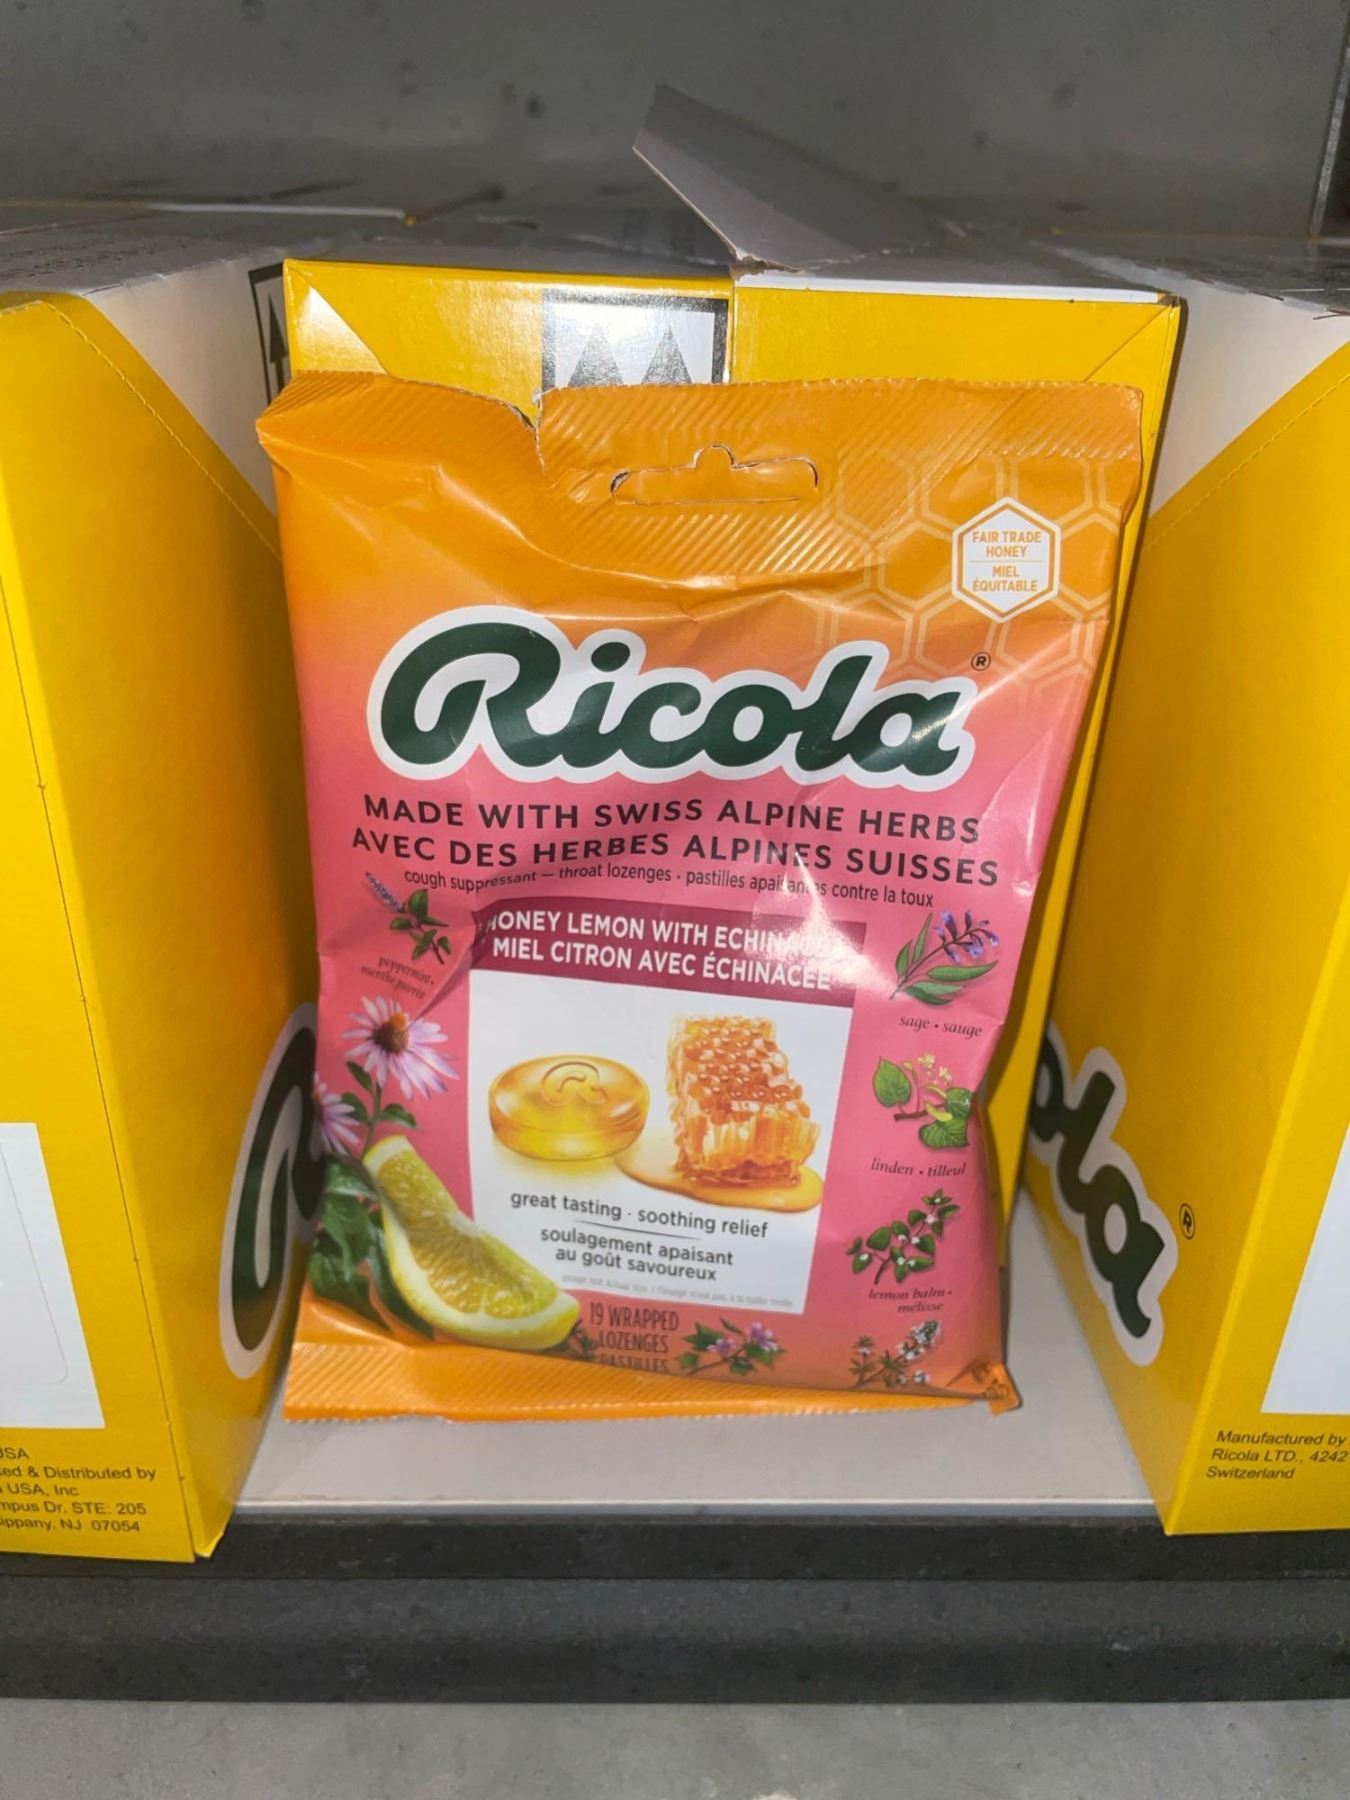 FAIR TRADE
HONEY
MIEL
ÉQUITABLE
Ricola®
MADE WITH SWISS ALPINE HERBS
AVEC DES HERBES ALPINES SUISSES
cough suppressant – throat lozenges · pastilles apaisantes contre la toux
HONEY LEMON WITH ECHINACEA
MIEL CITRON AVEC ÉCHINACÉE
peppermint ·
menthe poivrée
sage · sauge
linden · tilleul
lemon balm ·
mélisse
great tasting · soothing relief
soulagement apaisant
au goût savoureux
19 WRAPPED
LOZENGES
PASTILLES
USA
ed & Distributed by
USA, Inc
mpus Dr. STE: 205
ippany, NJ 07054
ola®
Manufactured by
Ricola LTD., 4242
Switzerland